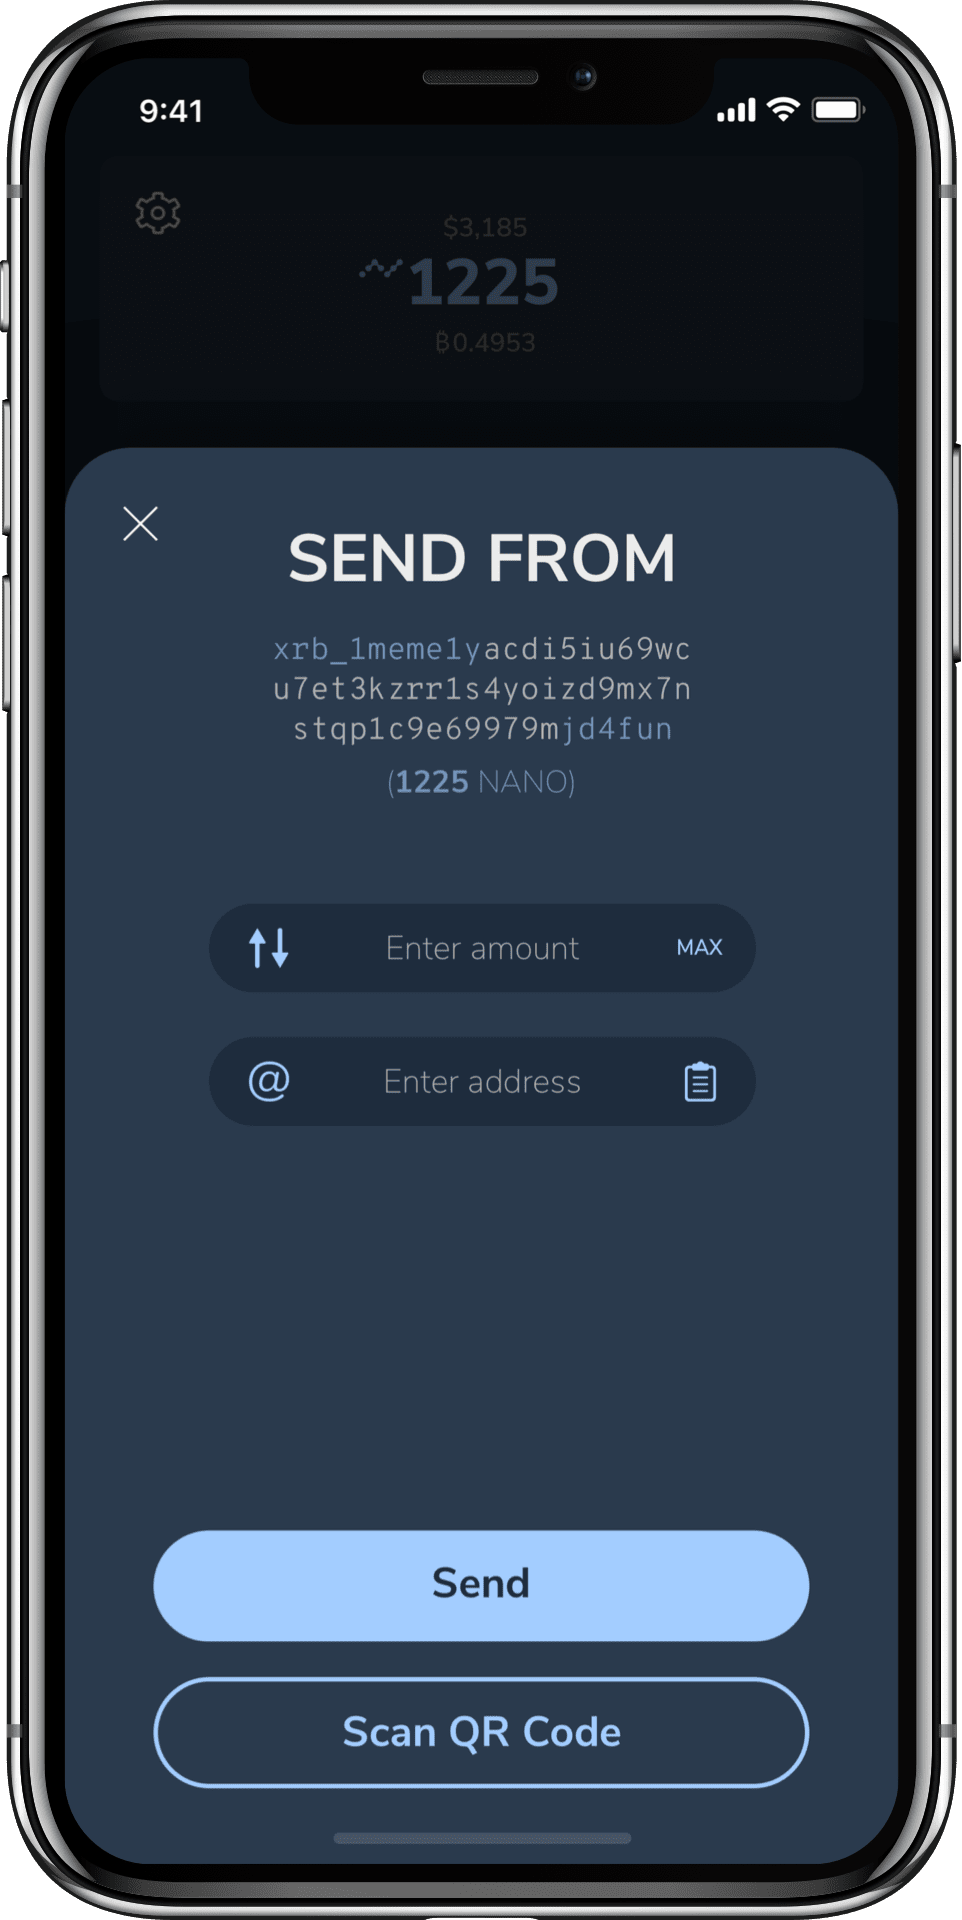 9:41
$3,185
1225
₿0.4953
SEND FROM
xrb_1meme1yacdi5iu69wc
u7et3kzrr1s4yoizd9mx7n
stqp1c9e69979mjd4fun
(1225 NANO)
Enter amount MAX
@ Enter address
Send
Scan QR Code